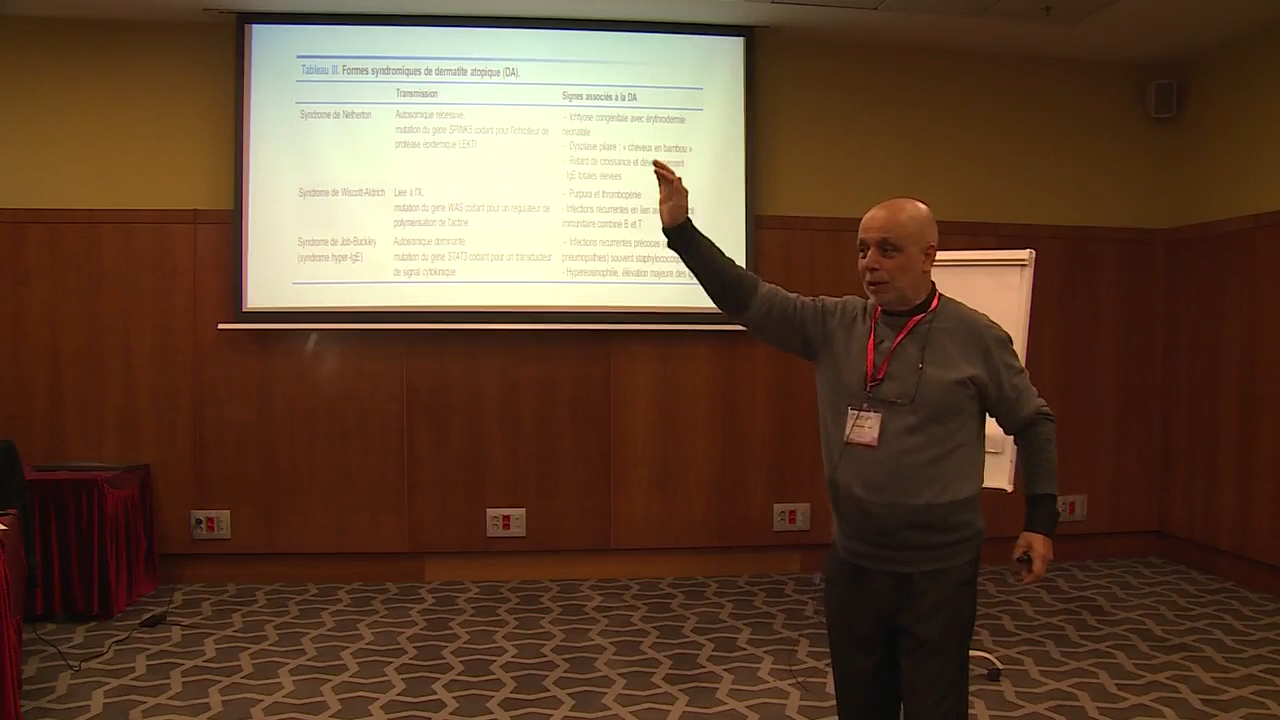 Tableau III. Formes syndromiques de dermatite atopique (DA).
Transmission
Signes associés à la DA
Syndrome de Netherton
Autosomique récessive,
mutation du gène SPINK5 codant pour l'inhibiteur de
protéase épidermique LEKTI
- Ichtyose congénitale avec érythrodermie
néonatale
- Dysplasie pilaire : « cheveux en bambou »
- Retard de croissance et
IgE totales élevées
Syndrome de Wiscott-Aldrich
Liée à l'X,
mutation du gène WAS codant pour un régulateur de
polymérisation de l'actine
- Purpura et thrombopénie
- Infections récurrentes en lien
immunitaire combiné B et T
Syndrome de Job-Buckley
(syndrome hyper-IgE)
Autosomique dominante,
mutation du gène STAT3 codant pour un transducteur
de signal cytokinique
- Infections récurrentes précoces
pneumopathies) souvent
- Hyperéosinophilie, élévation majeure des